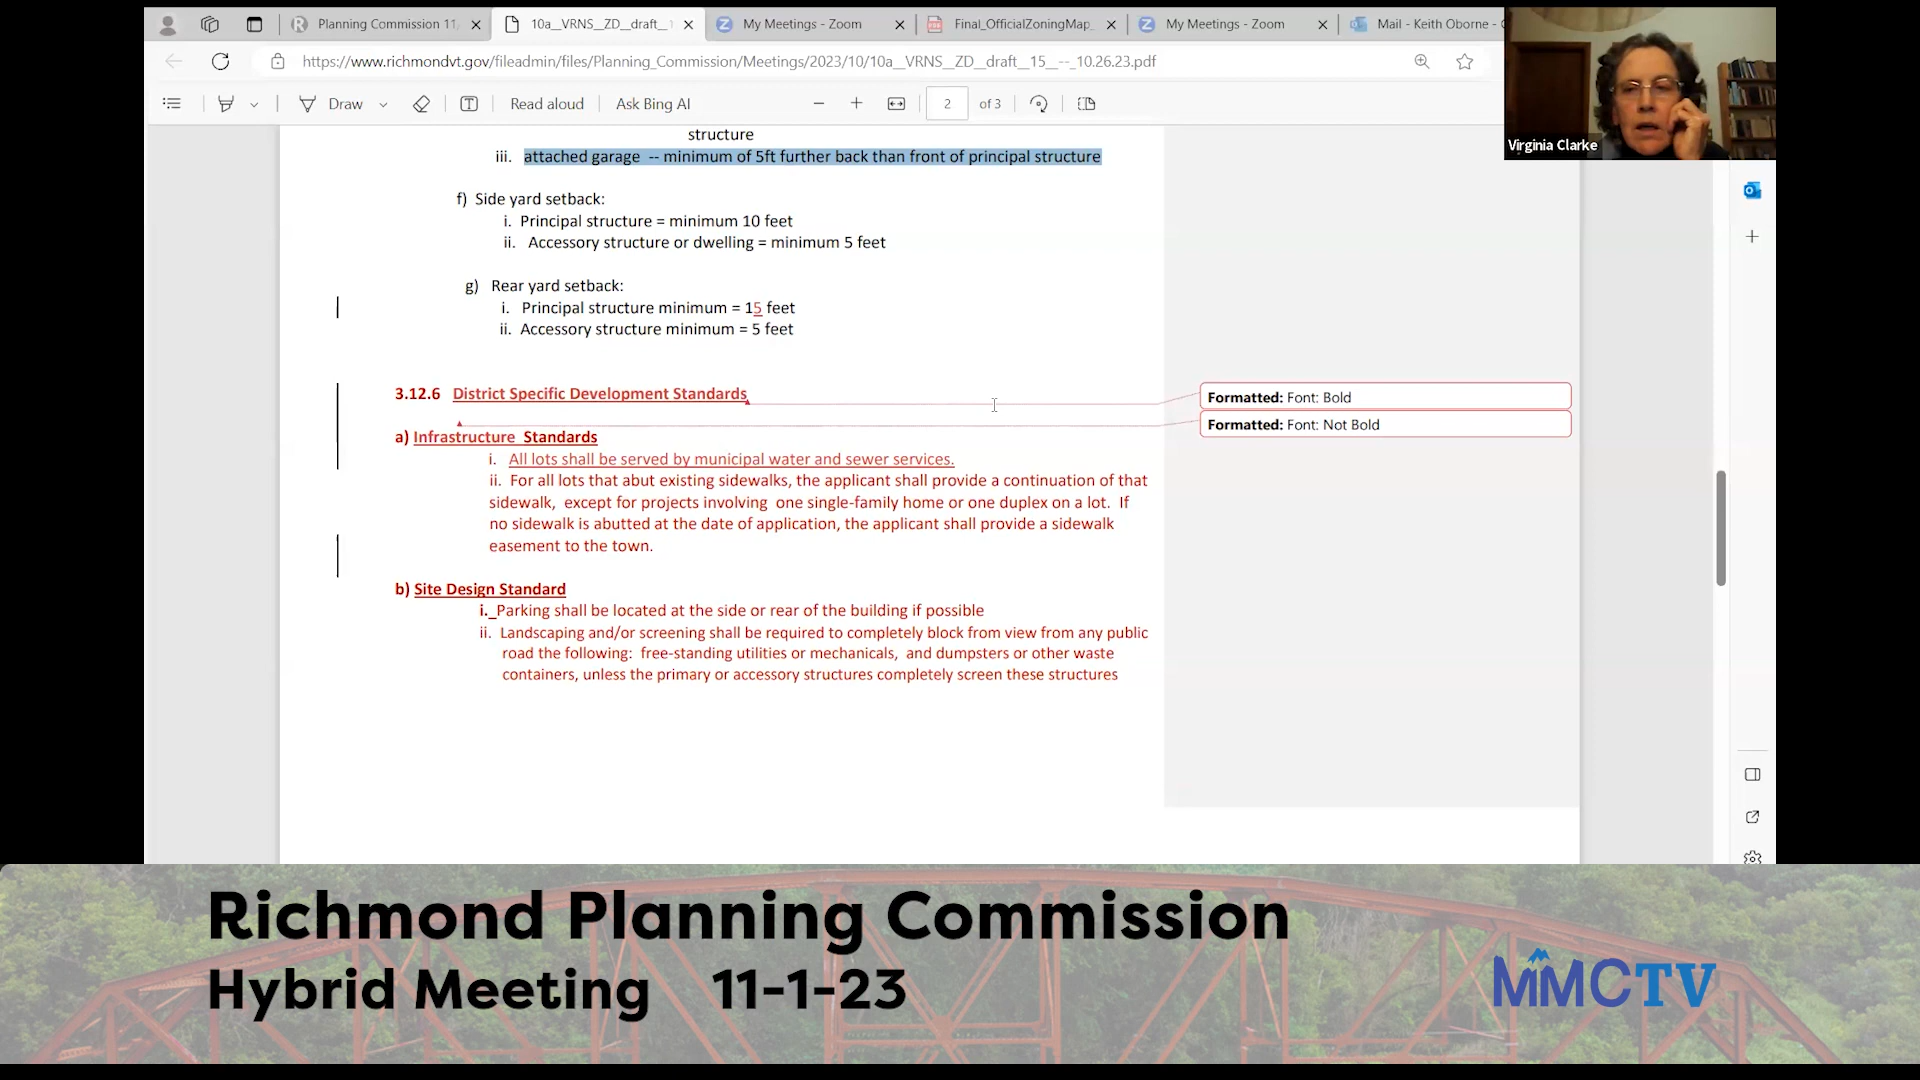 Planning Commission 11
10a__VRNS__ZD__draft__1
My Meetings - Zoom
Final_OfficialZoningMap_
My Meetings - Zoom
Mail - Keith Oborne -
https://www.richmondvt.gov/fileadmin/files/Planning_Commission/Meetings/2023/10/10a__VRNS__ZD__draft__15__--_10.26.23.pdf
Draw
Read aloud
Ask Bing AI
2
of 3
Virginia Clarke
structure
iii. attached garage -- minimum of 5ft further back than front of principal structure
f) Side yard setback:
i. Principal structure = minimum 10 feet
ii. Accessory structure or dwelling = minimum 5 feet
g) Rear yard setback:
i. Principal structure minimum = 15 feet
ii. Accessory structure minimum = 5 feet
3.12.6 District Specific Development Standards
Formatted: Font: Bold
Formatted: Font: Not Bold
a) Infrastructure Standards
i. All lots shall be served by municipal water and sewer services.
ii. For all lots that abut existing sidewalks, the applicant shall provide a continuation of that
sidewalk, except for projects involving one single-family home or one duplex on a lot. If
no sidewalk is abutted at the date of application, the applicant shall provide a sidewalk
easement to the town.
b) Site Design Standard
i._Parking shall be located at the side or rear of the building if possible
ii. Landscaping and/or screening shall be required to completely block from view from any public
road the following: free-standing utilities or mechanicals, and dumpsters or other waste
containers, unless the primary or accessory structures completely screen these structures
Richmond Planning Commission
Hybrid Meeting 11-1-23
MMCTV